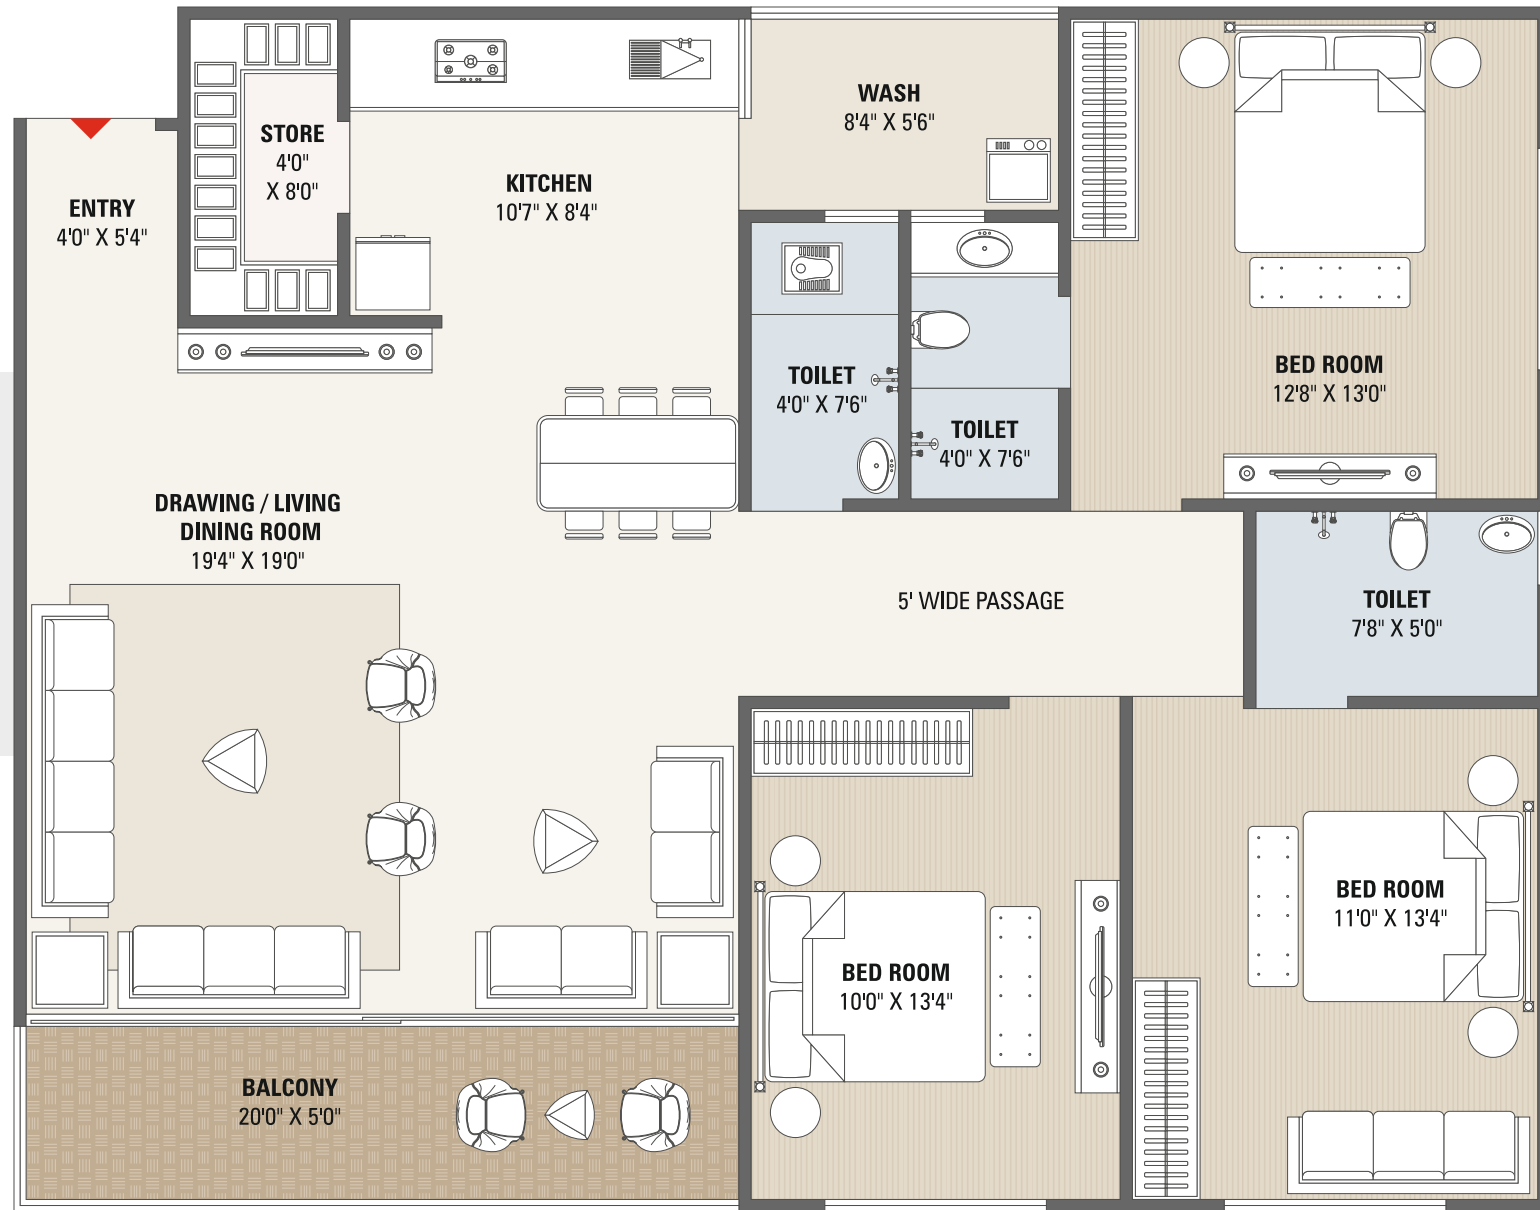 STORE
4'0"
X 8'0"
ENTRY
4'0" X 5'4"
KITCHEN
10'7" X 8'4"
WASH
8'4" X 5'6"
BED ROOM
12'8" X 13'0"
TOILET
4'0" X 7'6"
TOILET
4'0" X 7'6"
DRAWING / LIVING
DINING ROOM
19'4" X 19'0"
5' WIDE PASSAGE
TOILET
7'8" X 5'0"
BED ROOM
10'0" X 13'4"
BED ROOM
11'0" X 13'4"
BALCONY
20'0" X 5'0"